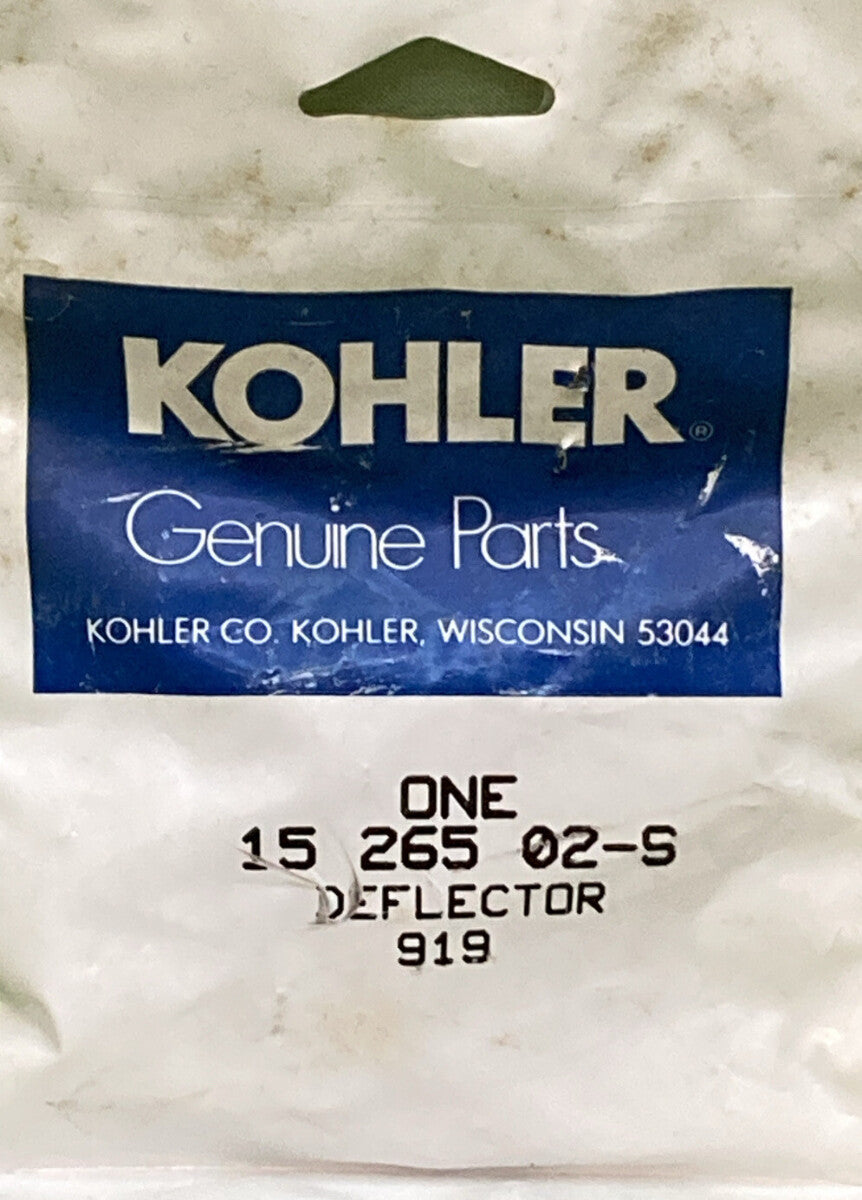 KOHLER®
Genuine Parts
KOHLER CO. KOHLER, WISCONSIN 53044
ONE
15 265 02-S
DEFLECTOR
919